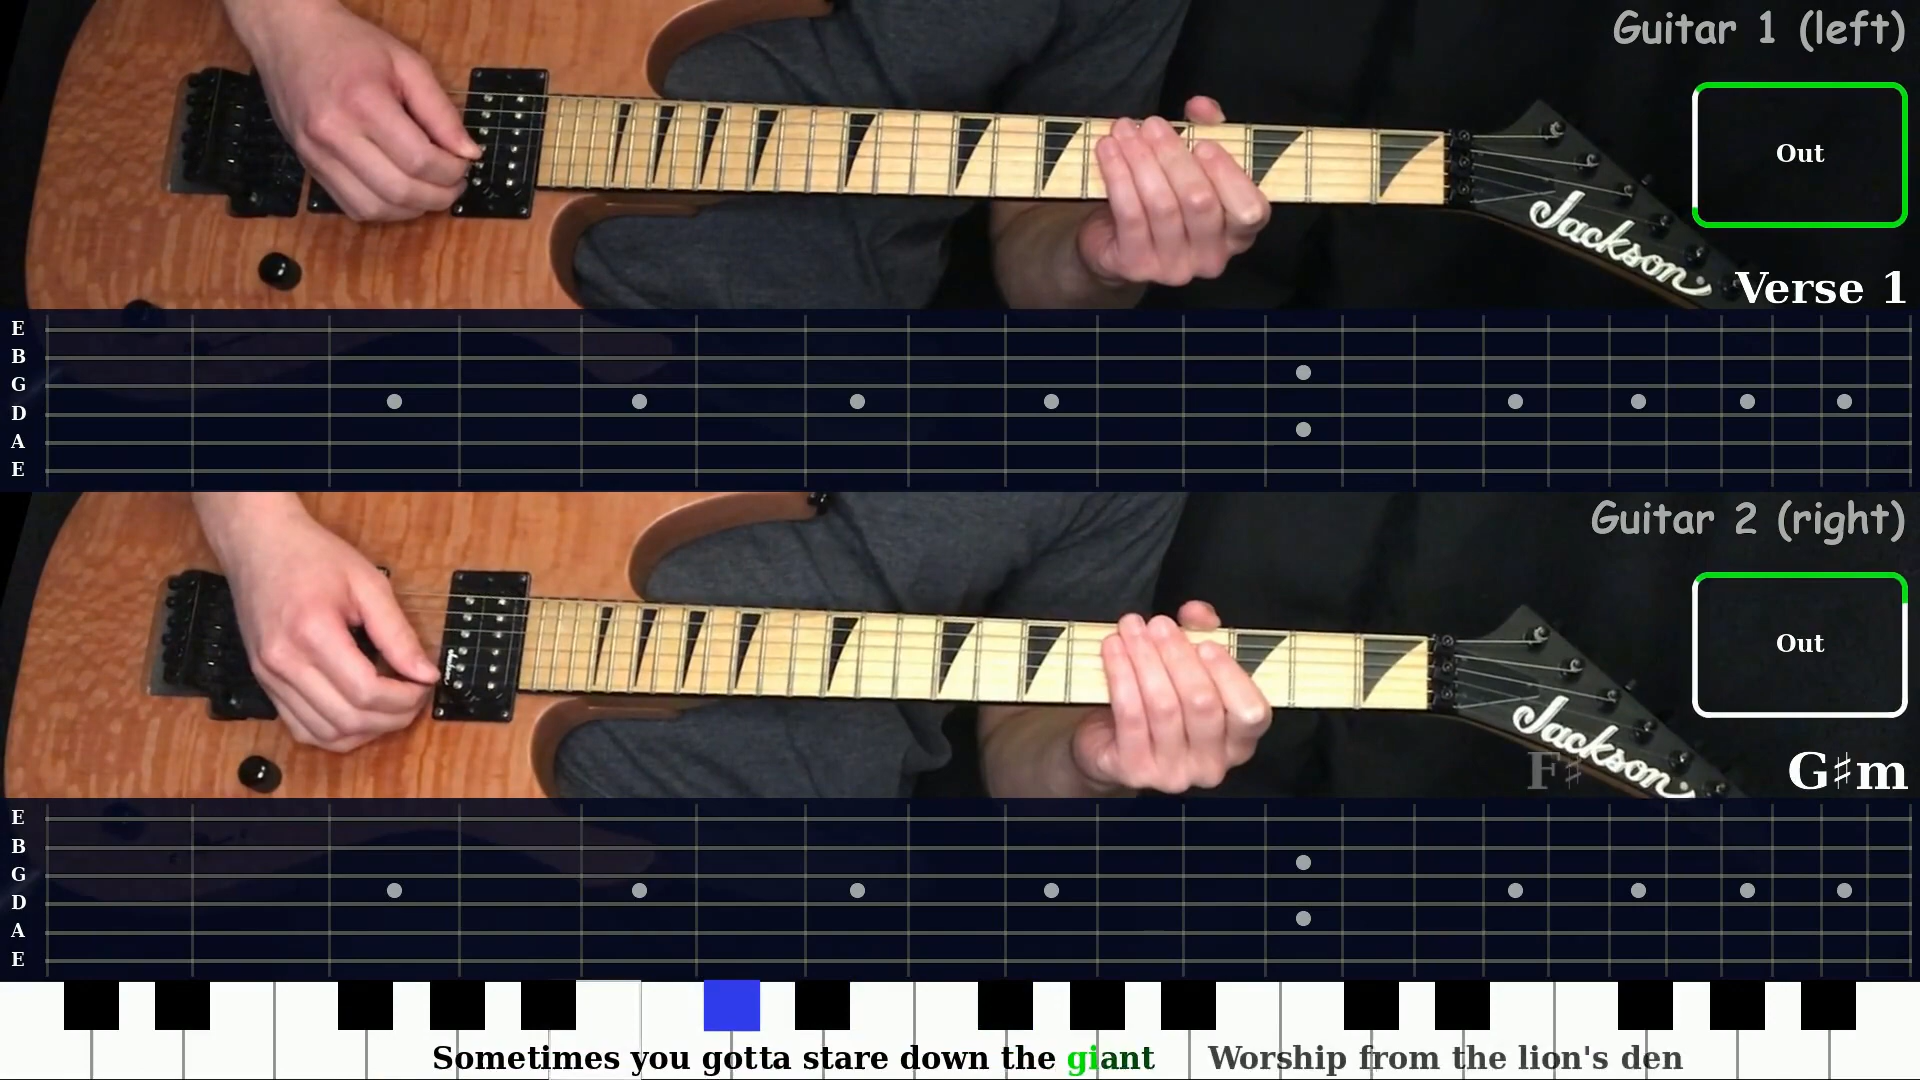 Guitar 1 (left)
Out
Jackson
Verse 1
E
B
G
D
A
E
Guitar 2 (right)
Out
Jackson
F♯
G♯m
E
B
G
D
A
E
Sometimes you gotta stare down the giant Worship from the lion's den